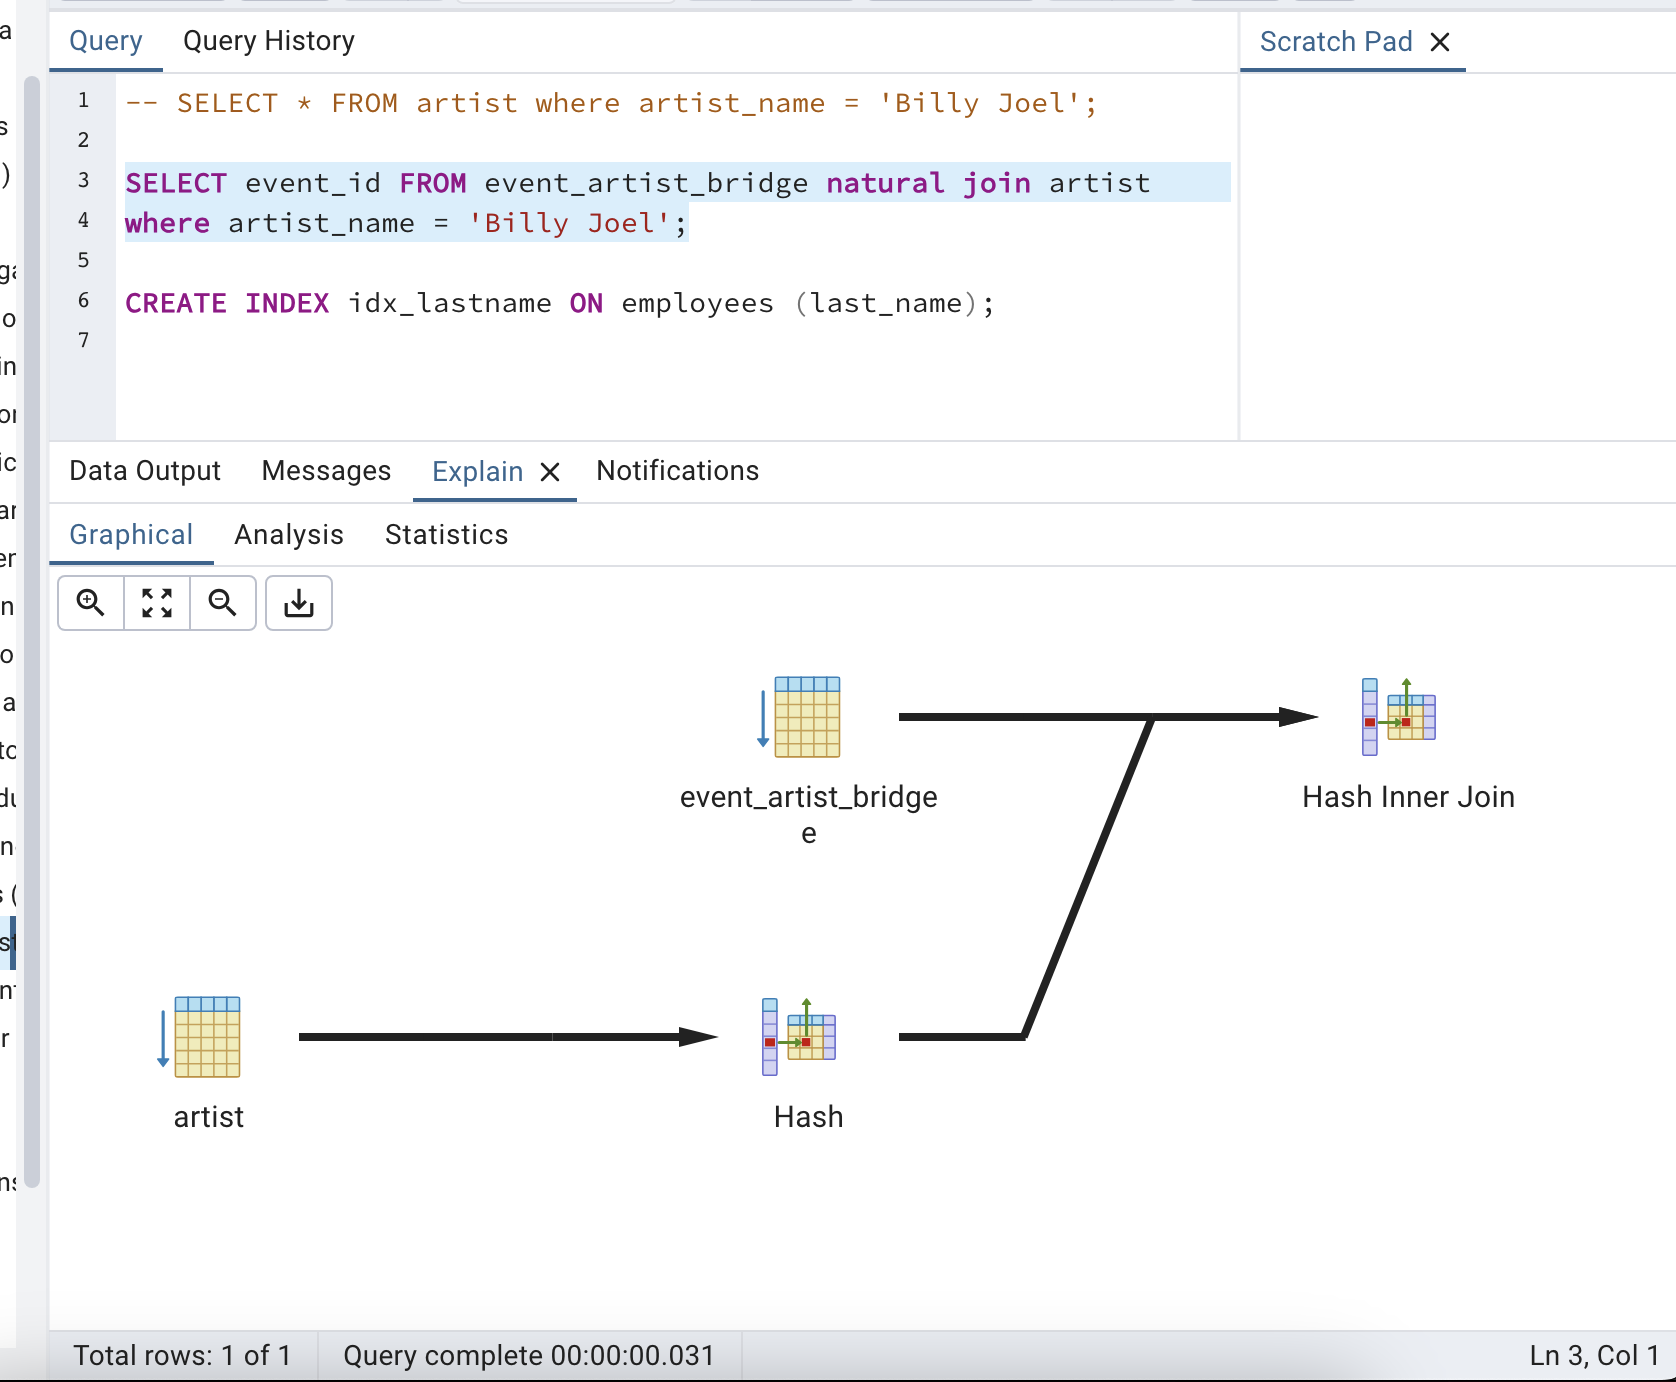 Query Query History
Scratch Pad
1 -- SELECT * FROM artist where artist_name = 'Billy Joel';
2
3 SELECT event_id FROM event_artist_bridge natural join artist
4 where artist_name = 'Billy Joel';
5
6 CREATE INDEX idx_lastname ON employees (last_name);
7
Data Output Messages Explain Notifications
Graphical Analysis Statistics
event_artist_bridge
e
Hash Inner Join
artist
Hash
Total rows: 1 of 1 Query complete 00:00:00.031 Ln 3, Col 1